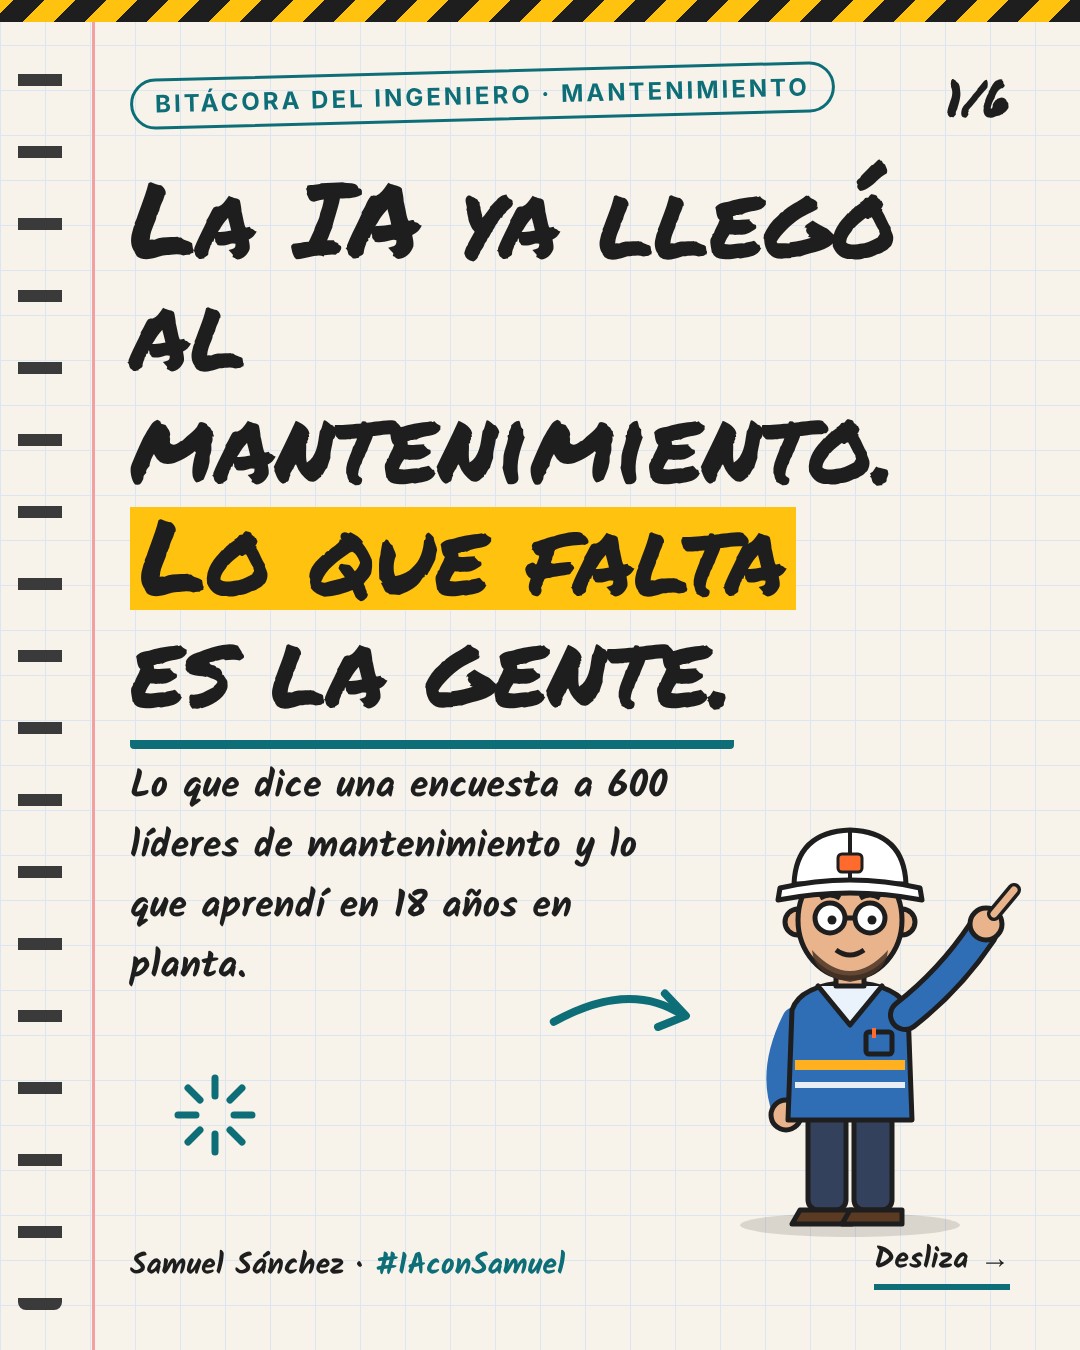 BITÁCORA DEL INGENIERO · MANTENIMIENTO
1/6
LA IA YA LLEGÓ
AL
MANTENIMIENTO.
LO QUE FALTA
ES LA GENTE.
Lo que dice una encuesta a 600
líderes de mantenimiento y lo
que aprendí en 18 años en
planta.
Samuel Sánchez · #IAconSamuel
Desliza →